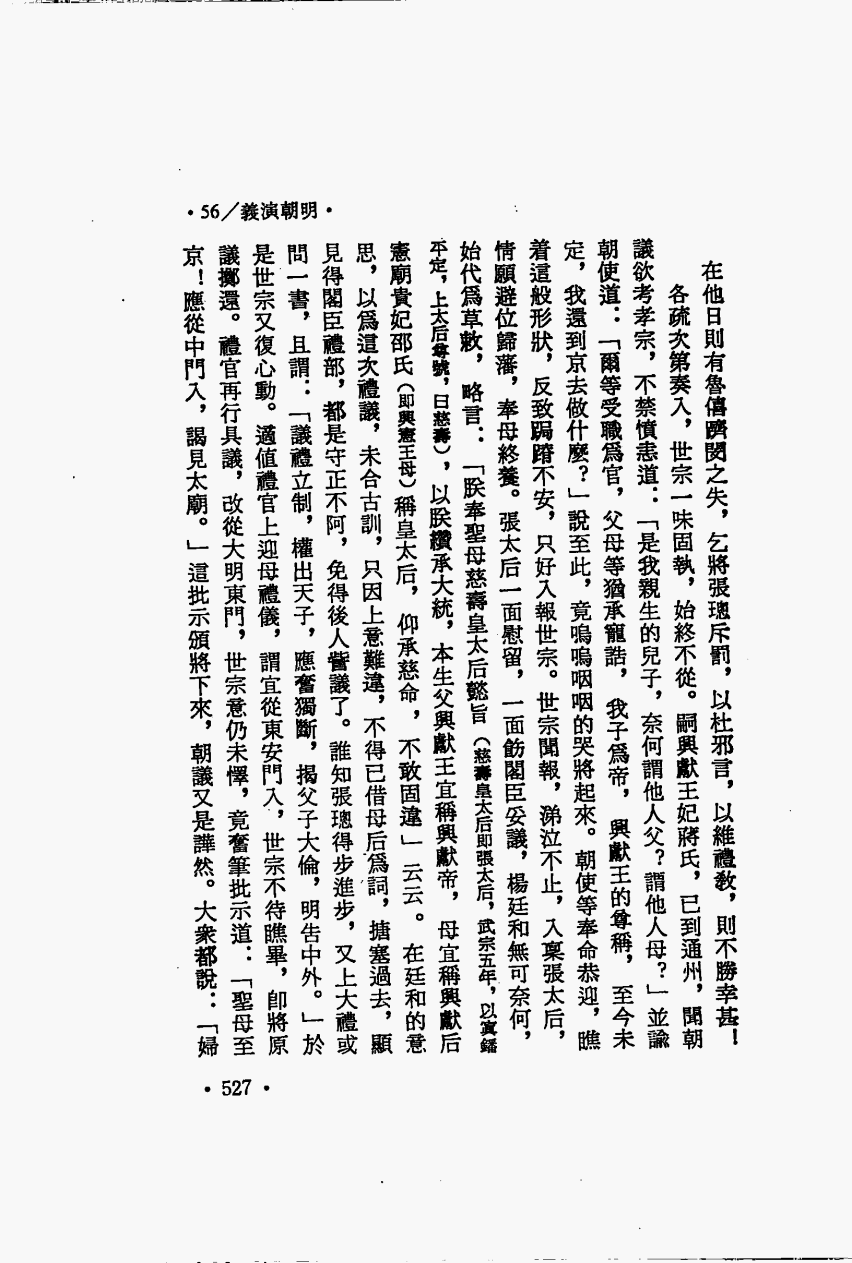 ·56／義演朝明·
在他日則有魯僖躋閔之失，乞將張璁斥罰，以杜邪言，以維禮教，則不勝幸甚！
各疏次第奏入，世宗一味固執，始終不從。嗣興獻王妃蔣氏，已到通州，聞朝
議欲考孝宗，不禁憤恚道：「是我親生的兒子，奈何謂他人父？謂他人母？」並諭
朝使道：「爾等受職爲官，父母等猶承寵誥，我子爲帝，興獻王的尊稱，至今未
定，我還到京去做什麽？」說至此，竟嗚嗚咽咽的哭將起來。朝使等奉命恭迎，瞧
着這般形狀，反致跼蹐不安，只好入報世宗。世宗聞報，涕泣不止，入稟張太后，
情願避位歸藩，奉母終養。張太后一面慰留，一面飭閣臣妥議，楊廷和無可奈何，
始代爲草敕，略言：「朕奉聖母慈壽皇太后懿旨（慈壽皇太后即張太后，武宗五年，以寘鐇
平定，上太后尊號，曰慈壽），以朕纘承大統，本生父興獻王宜稱興獻帝，母宜稱興獻后
憲廟貴妃邵氏（即興憲王母）稱皇太后，仰承慈命，不敢固違」云云。在廷和的意
思，以爲這次禮議，未合古訓，只因上意難違，不得已借母后爲詞，搪塞過去，顯
見得閣臣禮部，都是守正不阿，免得後人訾議了。誰知張璁得步進步，又上大禮或
問一書，且謂：「議禮立制，權出天子，應奮獨斷，揭父子大倫，明告中外。」於
是世宗又復心動。適值禮官上迎母禮儀，謂宜從東安門入，世宗不待瞧畢，即將原
議擲還。禮官再行具議，改從大明東門，世宗意仍未懌，竟奮筆批示道：「聖母至
京！應從中門入，謁見太廟。」這批示頒將下來，朝議又是譁然。大衆都說：「婦
·527·